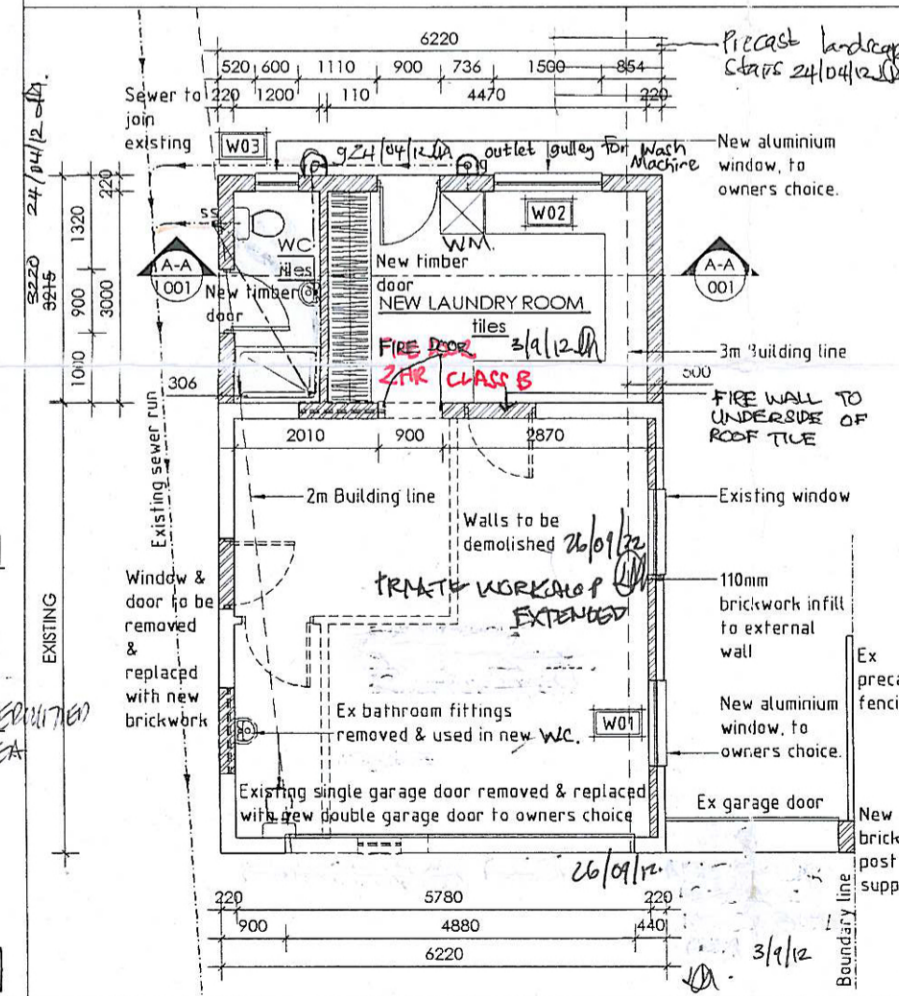 6220
Precast landscap
Stairs 24/04/12
520 600 1110 900 736 1500 854
220 1200 110 4470 220
24/04/12
Sewer to
join
existing
W03
g24/04/12
g
outlet gulley For Wash
Machine
New aluminium
window, to
owners choice.
220
1320
900
1010
3000
3220
3215
ss
WC
tiles
New timber
door
A-A
001
WM.
W02
New timber
door
NEW LAUNDRY ROOM
tiles
A-A
001
FIRE DOOR 3/9/12
2HR CLASS B
3m Building line
306
500
FIRE WALL TO
UNDERSIDE OF
ROOF TILE
2010 900 2870
Existing sewer run
2m Building line
Existing window
Walls to be
demolished 26/09/22
EXTENDED
110mm
brickwork infill
to external
wall
Window &
door to be
removed
&
replaced
with new
brickwork
EXISTING
Ex
preca
fenci
Ex bathroom fittings
removed & used in new WC.
W01
New aluminium
window, to
owners choice.
Existing single garage door removed & replaced
with new double garage door to owners choice
Ex garage door
New
brick
post
supp
26/09/12.
220 5780 220
900 4880 440
6220
3/9/12
Boundary line